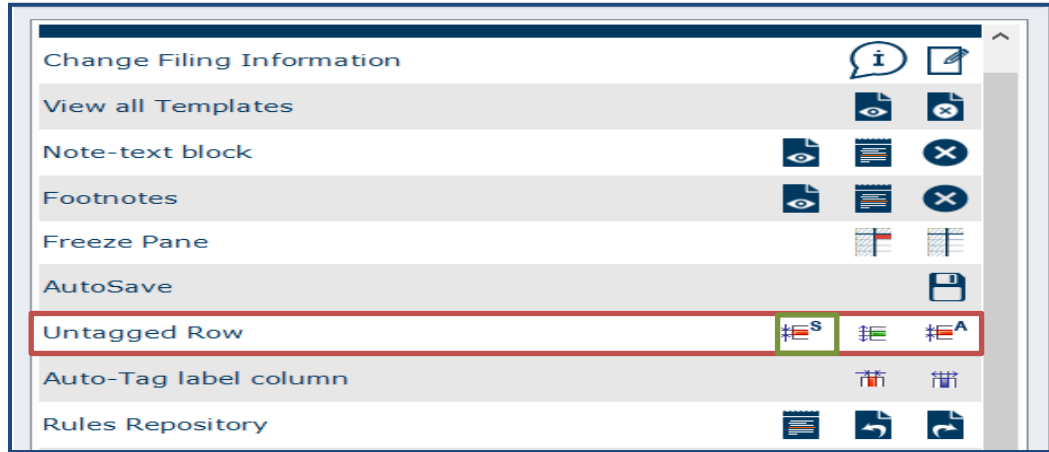 Change Filing Information i
View all Templates
Note-text block
Footnotes
Freeze Pane
AutoSave
Untagged Row S A
Auto-Tag label column
Rules Repository